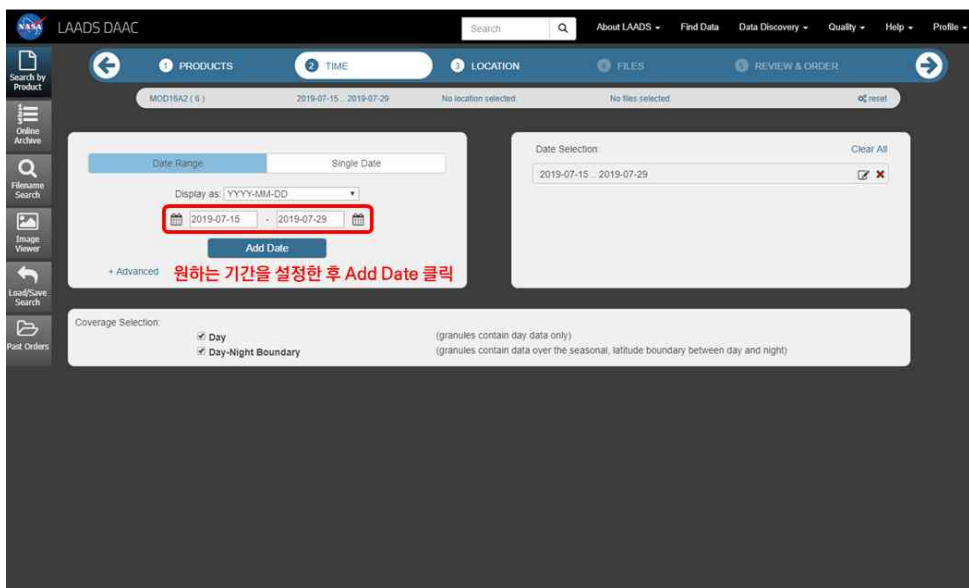 NASA
LAADS DAAC
Search
About LAADS
Find Data
Data Discovery
Quality
Help
Profile
Search by
Product
Online
Archive
Filename
Search
Image
Viewer
Load/Save
Search
Past Orders
1 PRODUCTS
2 TIME
3 LOCATION
4 FILES
5 REVIEW & ORDER
MOD16A2 ( 6 )
2019-07-15 .. 2019-07-29
No location selected.
No files selected.
reset
Date Range
Single Date
Display as: YYYY-MM-DD
2019-07-15 - 2019-07-29
Add Date
+ Advanced
원하는 기간을 설정한 후 Add Date 클릭
Date Selection:
Clear All
2019-07-15 .. 2019-07-29
Coverage Selection:
Day
(granules contain day data only)
Day-Night Boundary
(granules contain data over the seasonal, latitude boundary between day and night)